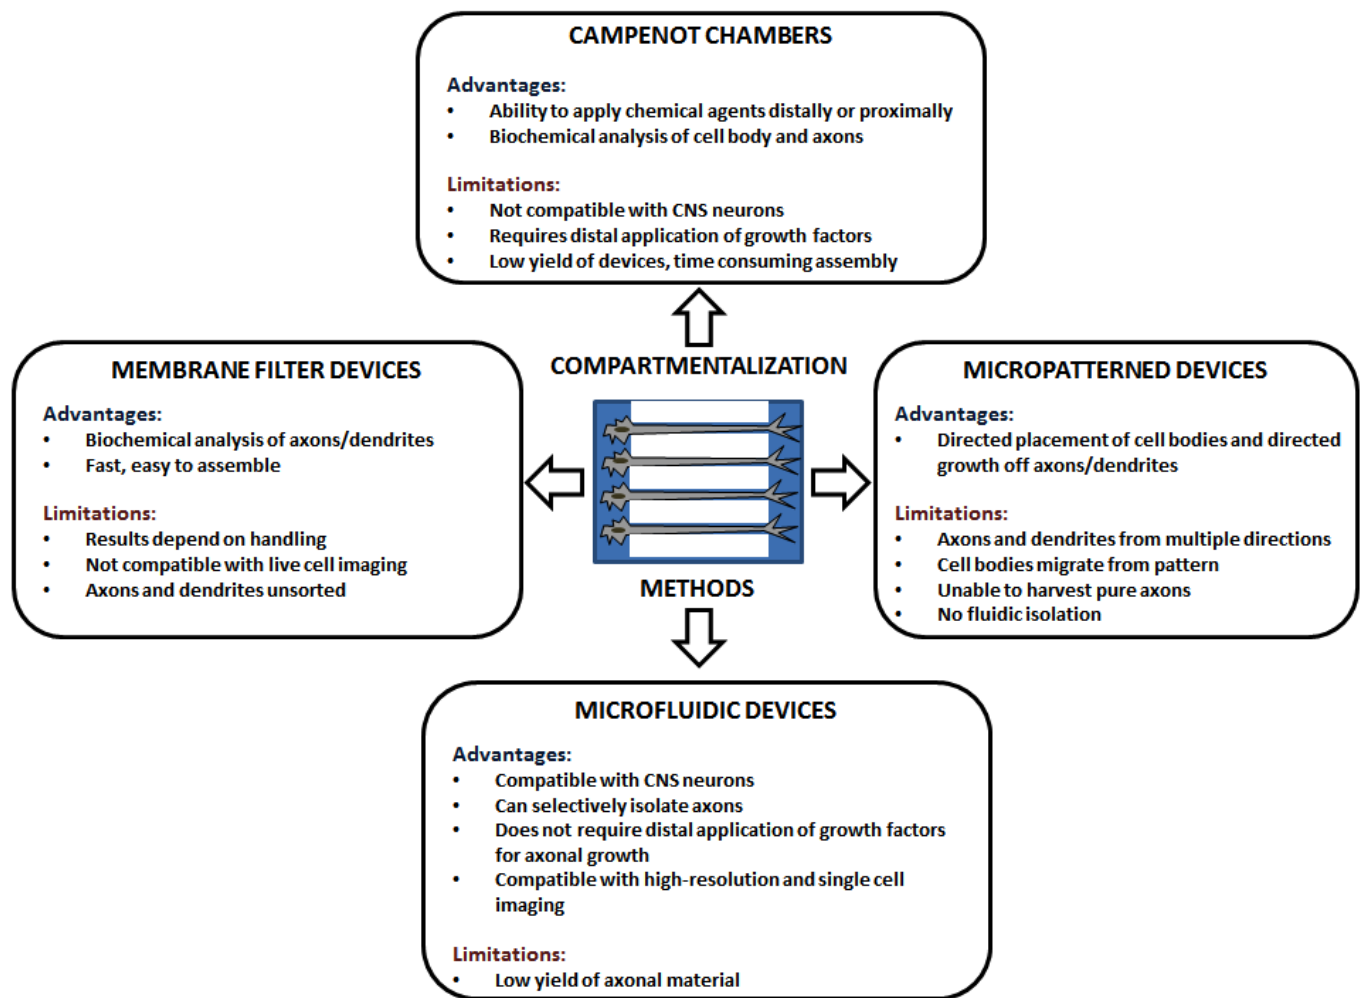 CAMPENOT CHAMBERS
Advantages:
• Ability to apply chemical agents distally or proximally
• Biochemical analysis of cell body and axons
Limitations:
• Not compatible with CNS neurons
• Requires distal application of growth factors
• Low yield of devices, time consuming assembly
MEMBRANE FILTER DEVICES
Advantages:
• Biochemical analysis of axons/dendrites
• Fast, easy to assemble
Limitations:
• Results depend on handling
• Not compatible with live cell imaging
• Axons and dendrites unsorted
COMPARTMENTALIZATION
METHODS
MICROPATTERNED DEVICES
Advantages:
• Directed placement of cell bodies and directed
growth off axons/dendrites
Limitations:
• Axons and dendrites from multiple directions
• Cell bodies migrate from pattern
• Unable to harvest pure axons
• No fluidic isolation
MICROFLUIDIC DEVICES
Advantages:
• Compatible with CNS neurons
• Can selectively isolate axons
• Does not require distal application of growth factors
for axonal growth
• Compatible with high-resolution and single cell
imaging
Limitations:
• Low yield of axonal material